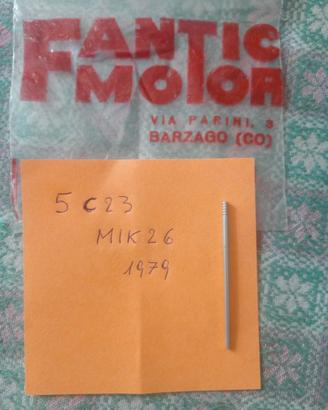 FANTIC
MOTOR
VIA PARINI, 3
BARZAGO (CO)
5 C 23
MIK 26
1979